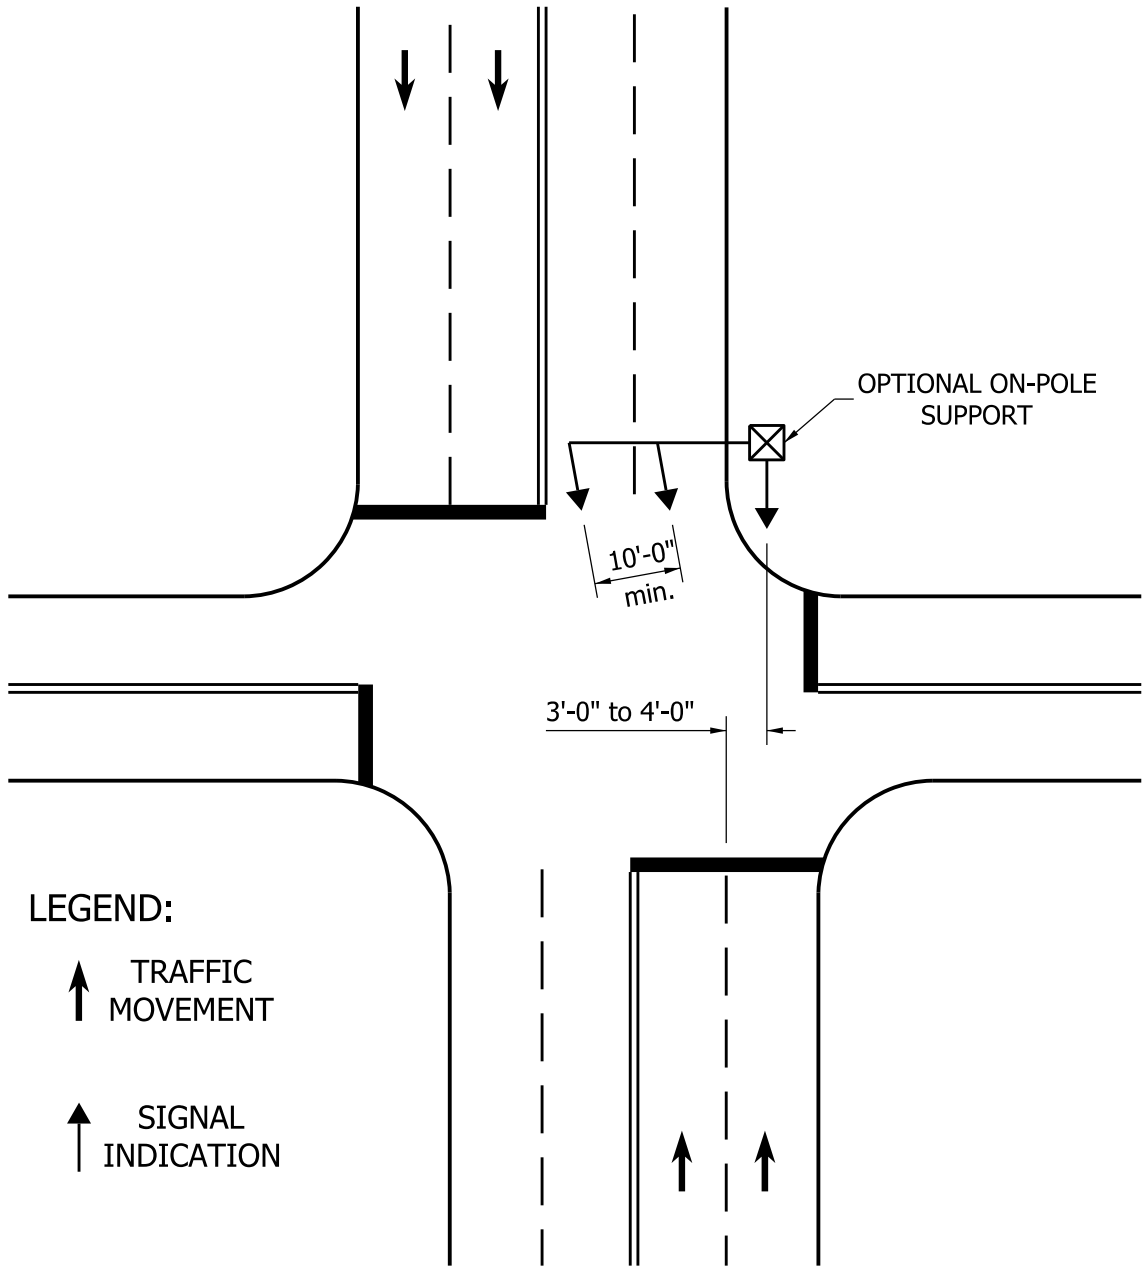 OPTIONAL ON-POLE
SUPPORT
10'-0"
min.
3'-0" to 4'-0"
LEGEND:
TRAFFIC
MOVEMENT
SIGNAL
INDICATION